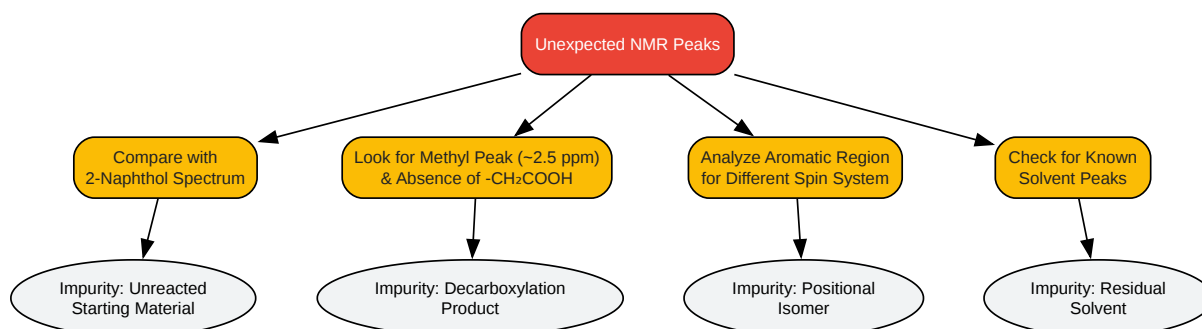 Unexpected NMR Peaks
Compare with
2-Naphthol Spectrum
Look for Methyl Peak (~2.5 ppm)
& Absence of -CH₂COOH
Analyze Aromatic Region
for Different Spin System
Check for Known
Solvent Peaks
Impurity: Unreacted
Starting Material
Impurity: Decarboxylation
Product
Impurity: Positional
Isomer
Impurity: Residual
Solvent